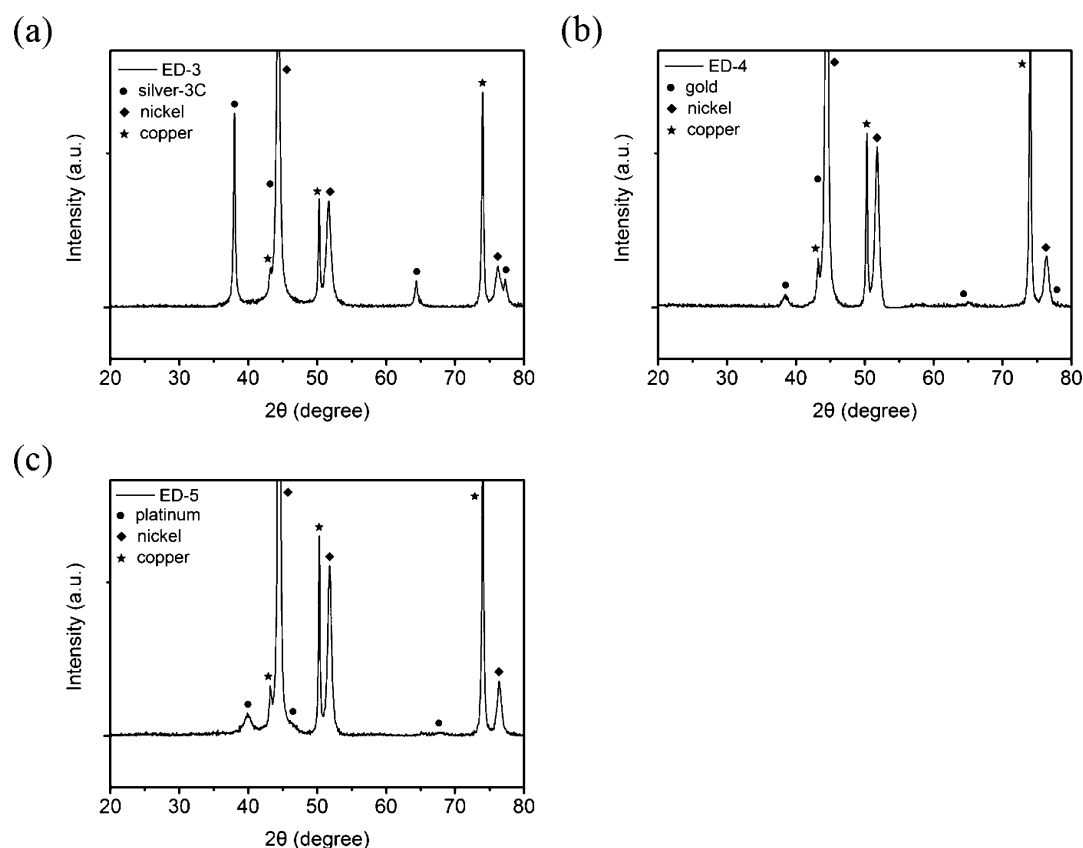 (a)
ED-3
● silver-3C
◆ nickel
★ copper
Intensity (a.u.)
20 30 40 50 60 70 80
2θ (degree)
(b)
ED-4
● gold
◆ nickel
★ copper
Intensity (a.u.)
20 30 40 50 60 70 80
2θ (degree)
(c)
ED-5
● platinum
◆ nickel
★ copper
Intensity (a.u.)
20 30 40 50 60 70 80
2θ (degree)